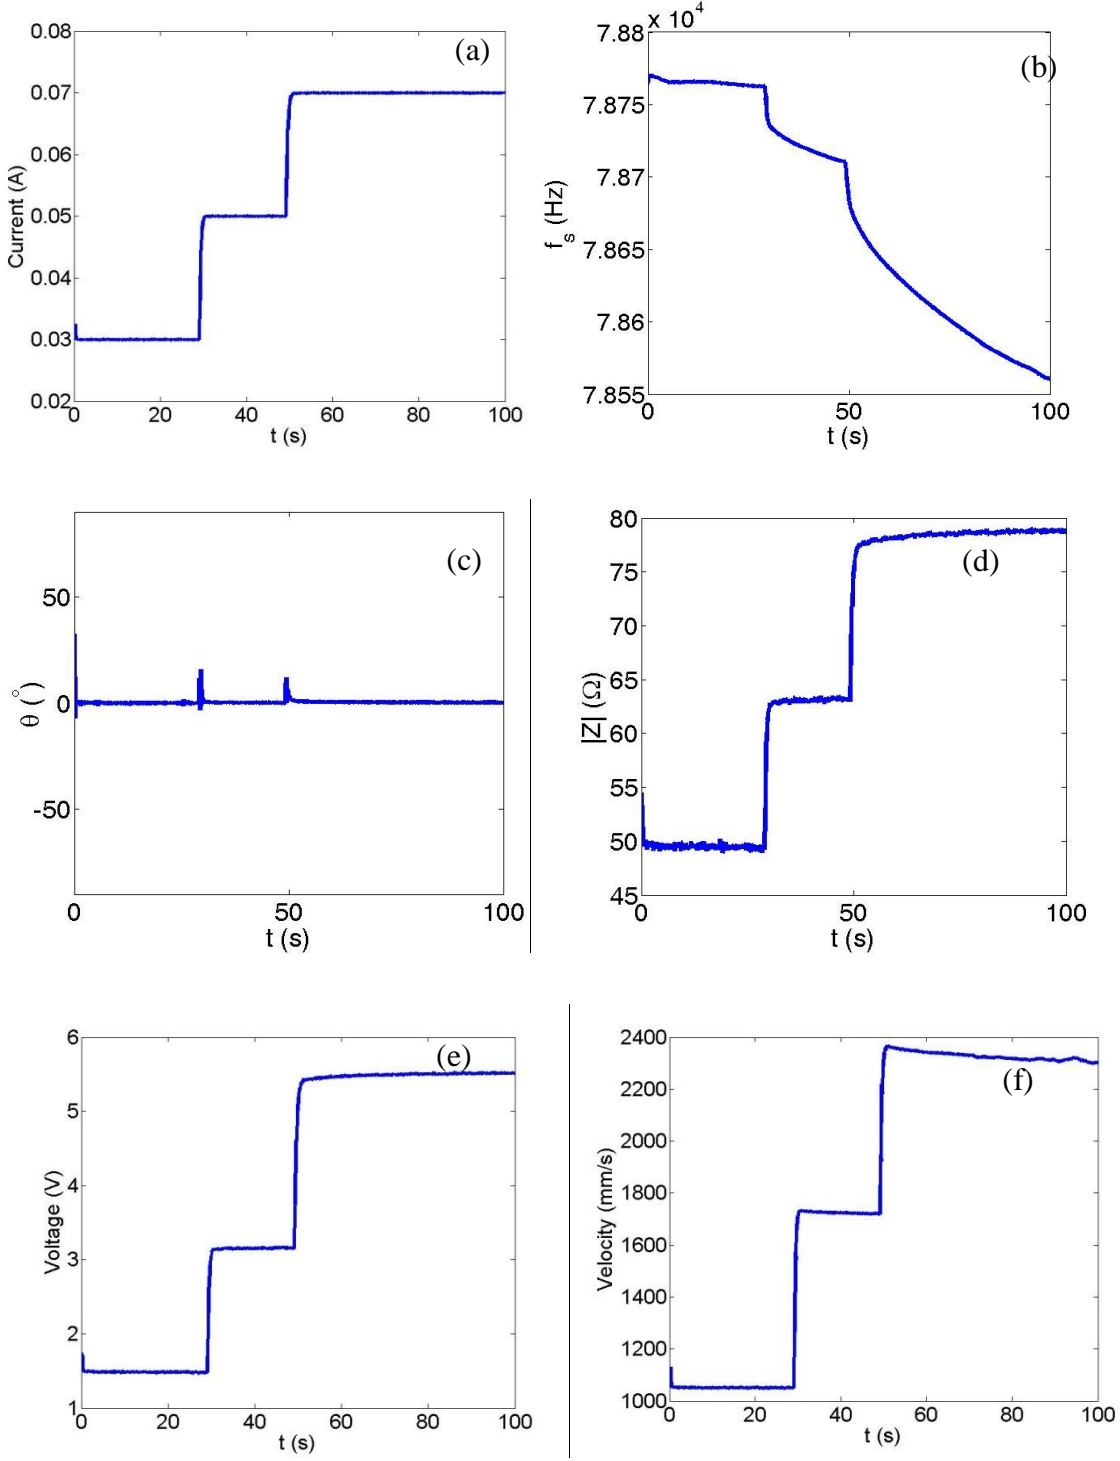 (a)
Current (A)
0.08
0.07
0.06
0.05
0.04
0.03
0.02
0 20 40 60 80 100
t (s)
(b)
x 10⁴
f_s (Hz)
7.88
7.875
7.87
7.865
7.86
7.855
0 50 100
t (s)
(c)
θ (°)
50
0
-50
0 50 100
t (s)
(d)
|Z| (Ω)
80
75
70
65
60
55
50
45
0 50 100
t (s)
(e)
Voltage (V)
6
5
4
3
2
1
0 20 40 60 80 100
t (s)
(f)
Velocity (mm/s)
2400
2200
2000
1800
1600
1400
1200
1000
0 20 40 60 80 100
t (s)